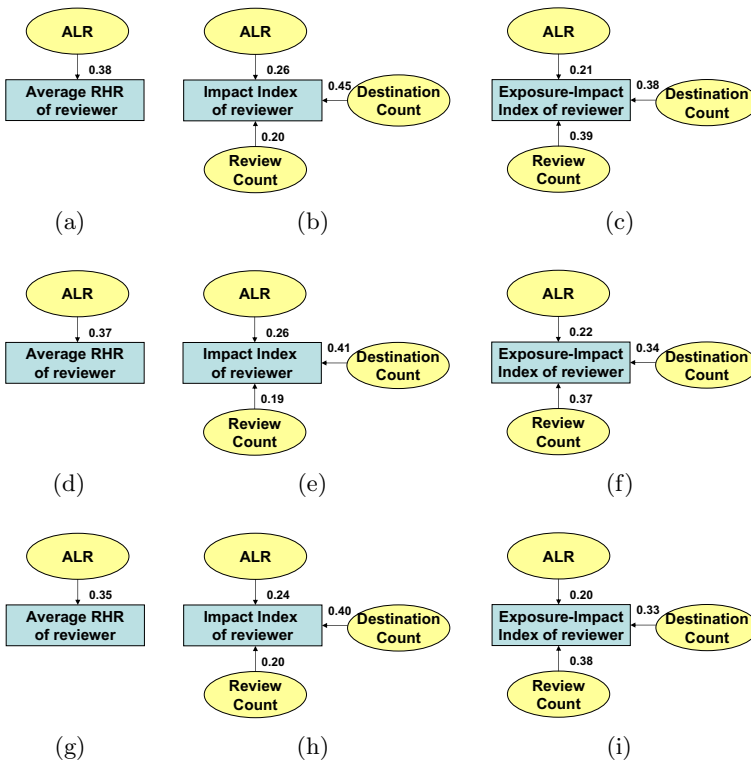 ALR
0.38
Average RHR
of reviewer
(a)
ALR
0.26
Impact Index
of reviewer
0.45
Destination
Count
0.20
Review
Count
(b)
ALR
0.21
Exposure-Impact
Index of reviewer
0.38
Destination
Count
0.39
Review
Count
(c)
ALR
0.37
Average RHR
of reviewer
(d)
ALR
0.26
Impact Index
of reviewer
0.41
Destination
Count
0.19
Review
Count
(e)
ALR
0.22
Exposure-Impact
Index of reviewer
0.34
Destination
Count
0.37
Review
Count
(f)
ALR
0.35
Average RHR
of reviewer
(g)
ALR
0.24
Impact Index
of reviewer
0.40
Destination
Count
0.20
Review
Count
(h)
ALR
0.20
Exposure-Impact
Index of reviewer
0.33
Destination
Count
0.38
Review
Count
(i)